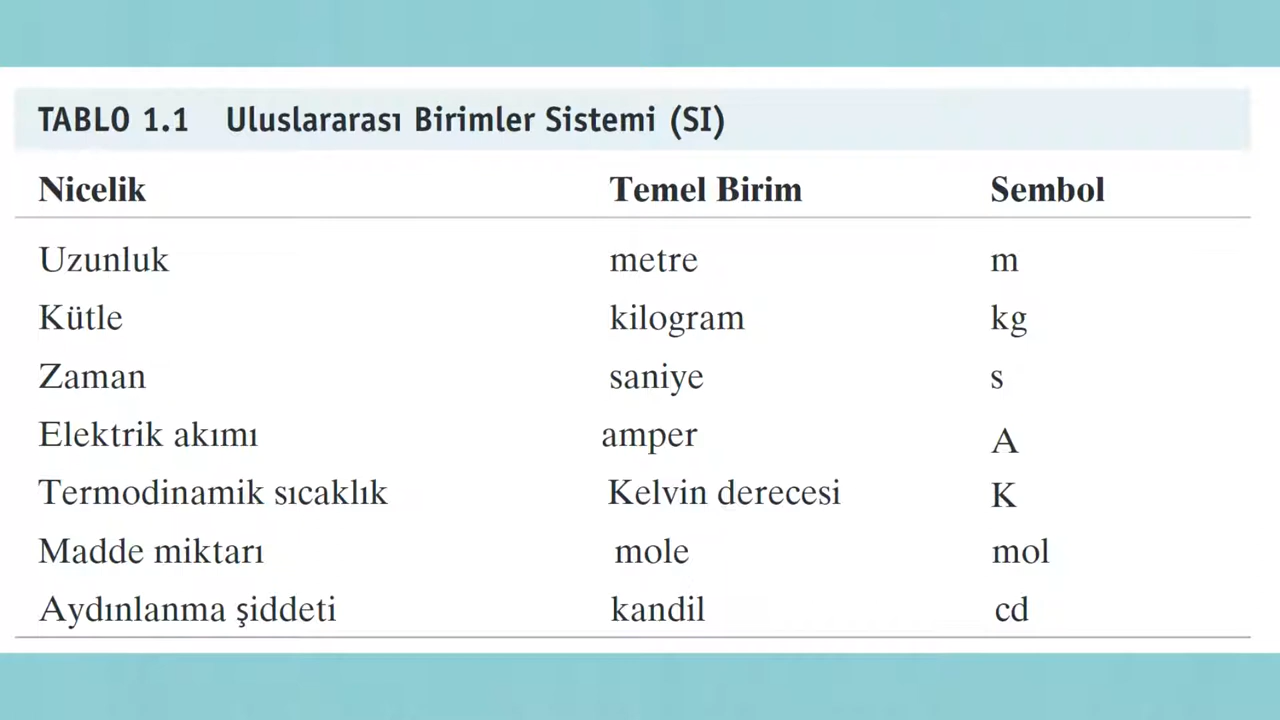 TABLO 1.1 Uluslararası Birimler Sistemi (SI)
Nicelik Temel Birim Sembol
Uzunluk metre m
Kütle kilogram kg
Zaman saniye s
Elektrik akımı amper A
Termodinamik sıcaklık Kelvin derecesi K
Madde miktarı mole mol
Aydınlanma şiddeti kandil cd